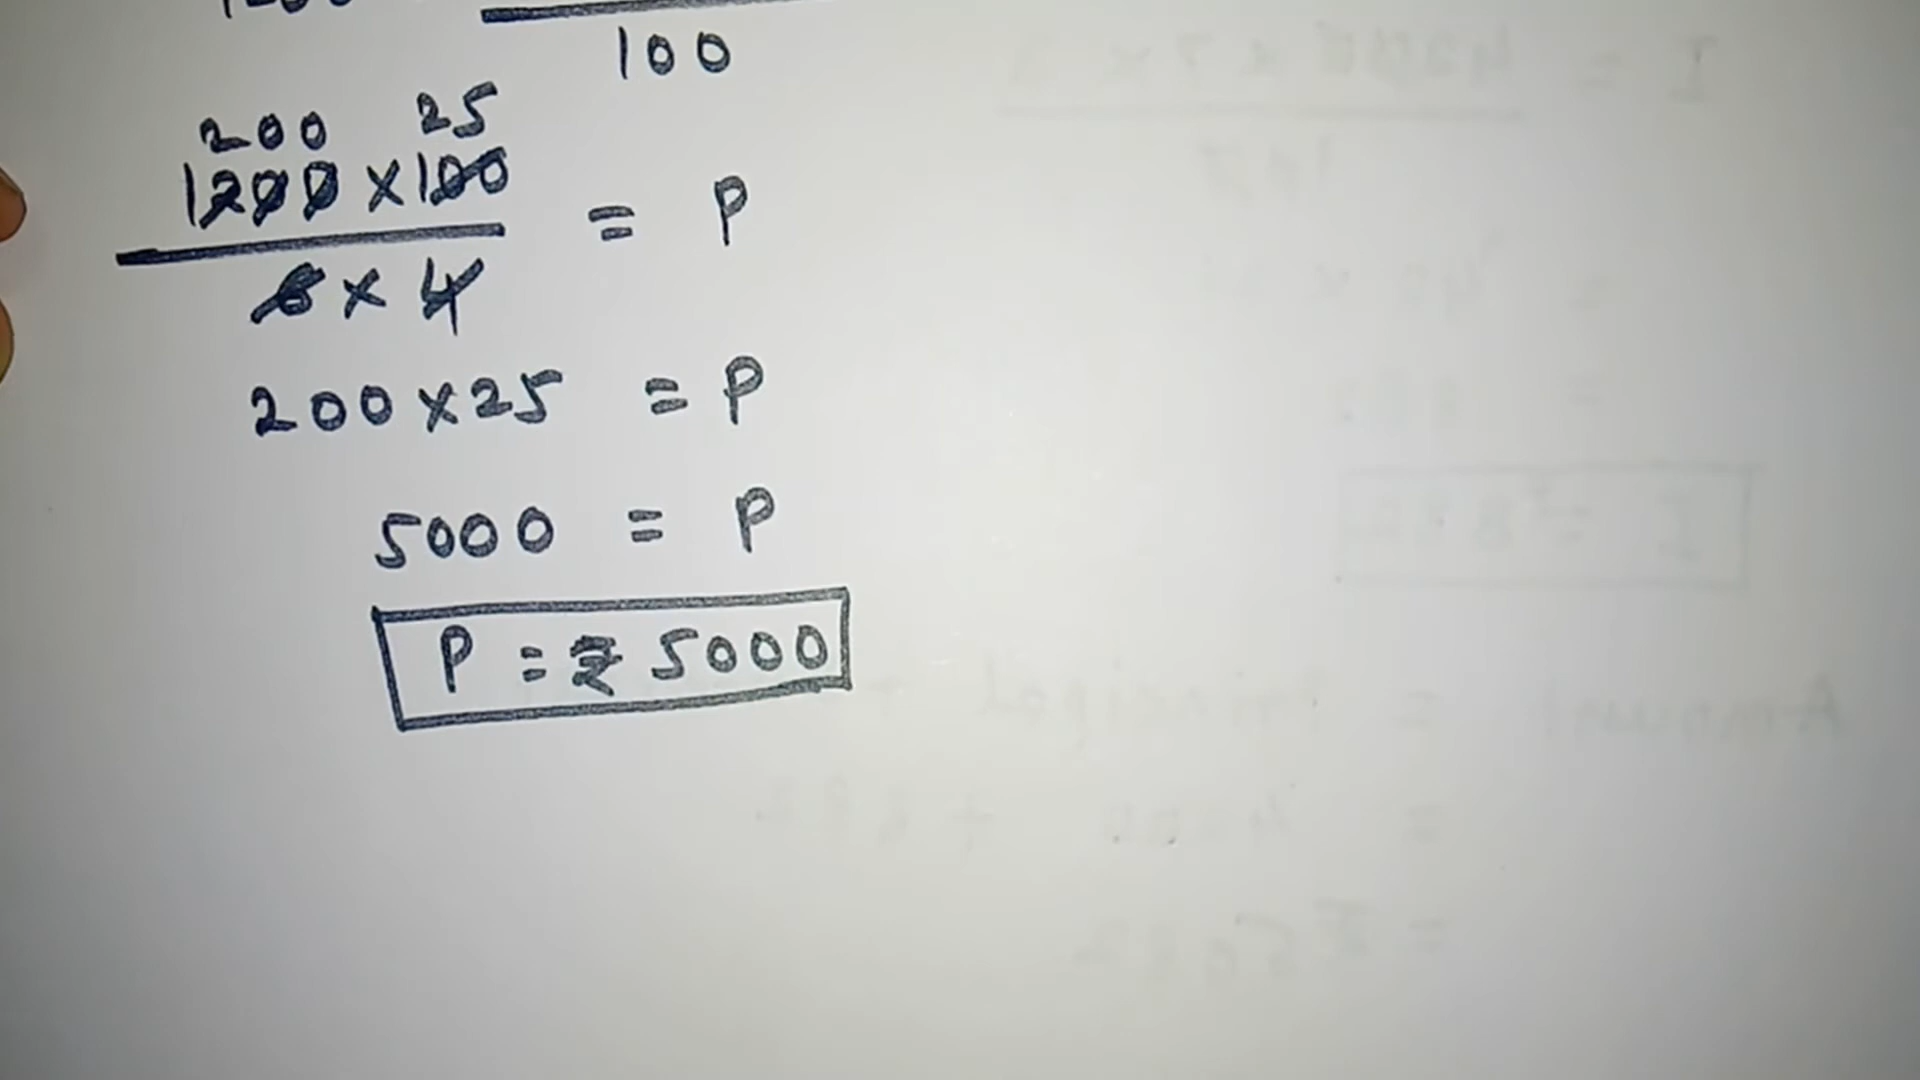 100
200 25
1200 x 100
= P
6 x 4
200 x 25 = P
5000 = P
P = ₹ 5000